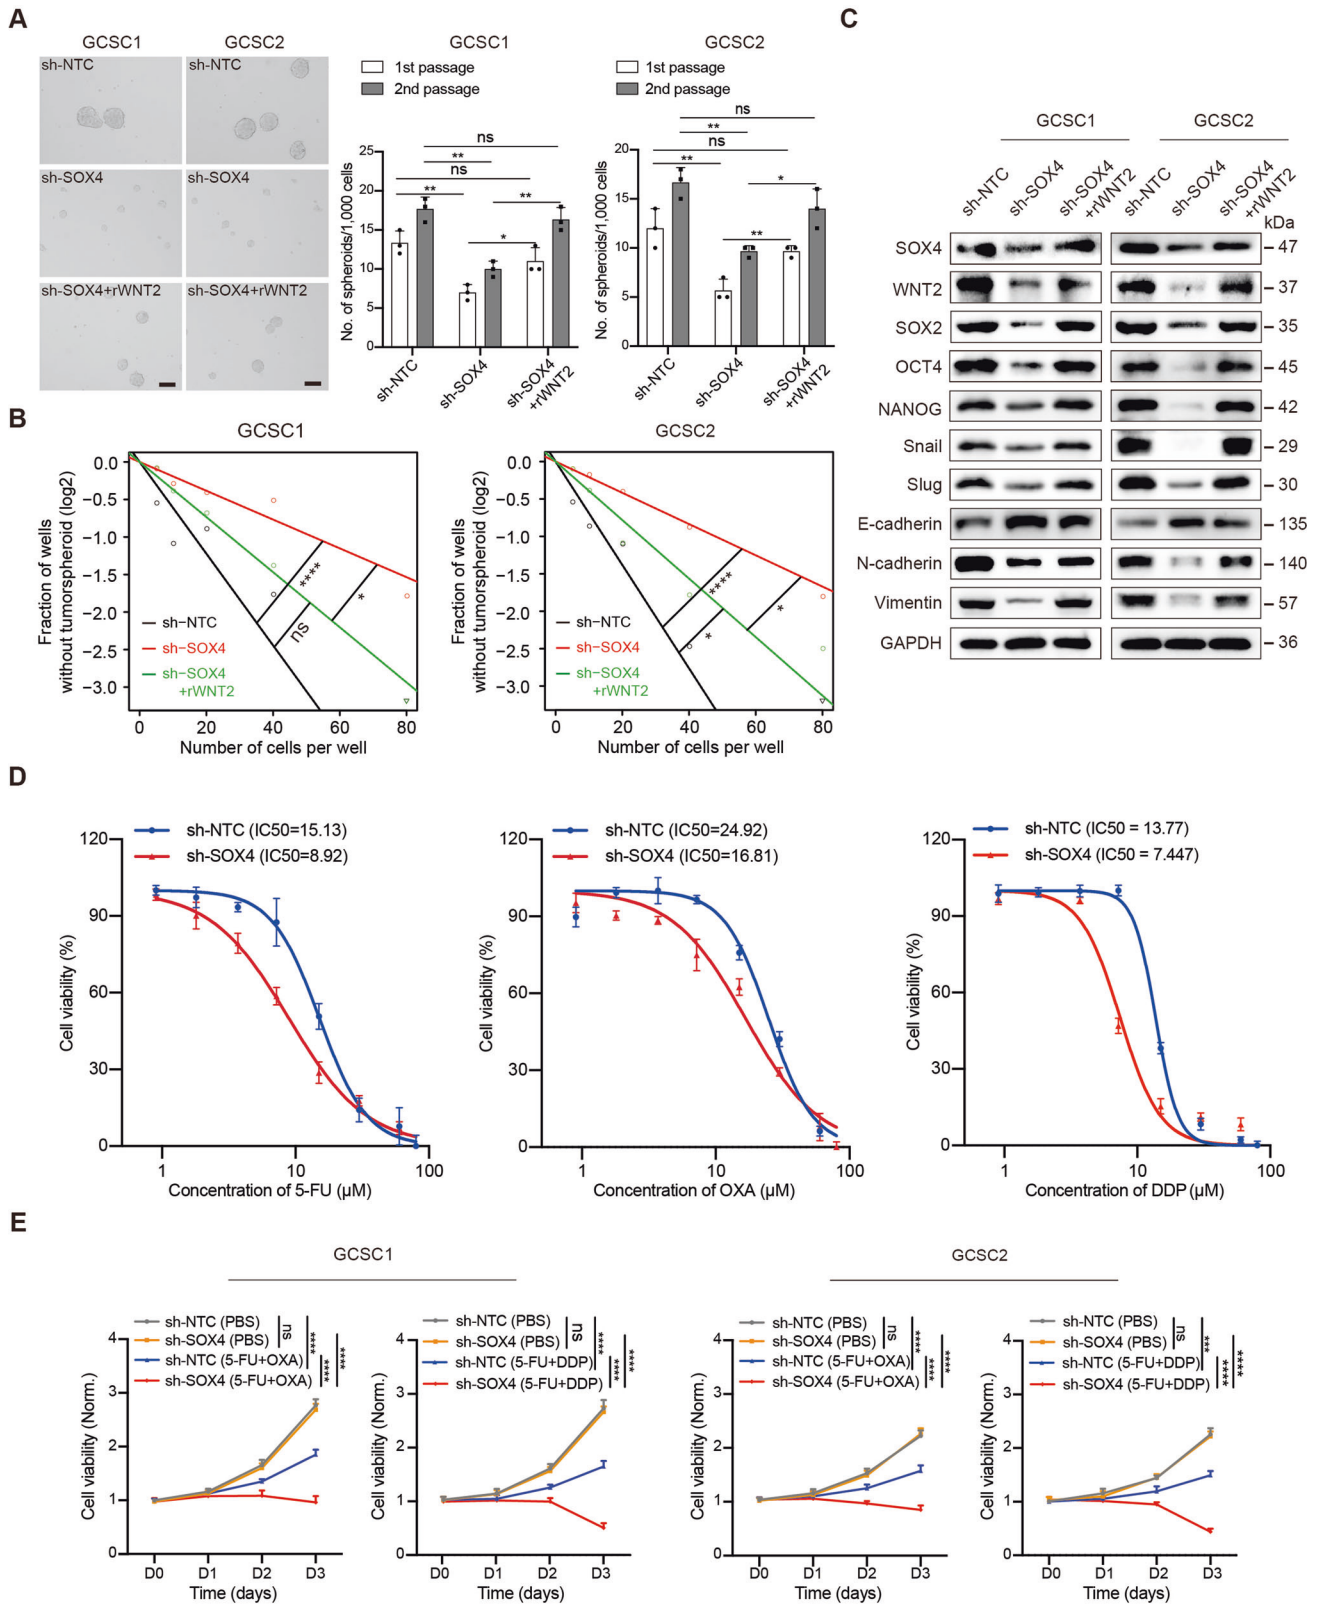 A
GCSC1
GCSC2
sh-NTC
sh-NTC
sh-SOX4
sh-SOX4
sh-SOX4+rWNT2
sh-SOX4+rWNT2
GCSC1
1st passage
2nd passage
No. of spheroids/1,000 cells
25
20
15
10
5
0
ns
**
ns
**
**
*
sh-NTC
sh-SOX4
sh-SOX4
+rWNT2
GCSC2
1st passage
2nd passage
No. of spheroids/1,000 cells
20
15
10
5
0
ns
**
ns
**
*
**
sh-NTC
sh-SOX4
sh-SOX4
+rWNT2
B
GCSC1
Fraction of wells
without tumorspheroid (log2)
0.0
−0.5
−1.0
−1.5
−2.0
−2.5
−3.0
****
*
ns
sh−NTC
sh−SOX4
sh−SOX4
+rWNT2
0 20 40 60 80
Number of cells per well
GCSC2
Fraction of wells
without tumorspheroid (log2)
0.0
−0.5
−1.0
−1.5
−2.0
−2.5
−3.0
****
*
*
sh−NTC
sh−SOX4
sh−SOX4
+rWNT2
0 20 40 60 80
Number of cells per well
C
GCSC1
GCSC2
sh-NTC
sh-SOX4
sh-SOX4
+rWNT2
sh-NTC
sh-SOX4
sh-SOX4
+rWNT2
kDa
SOX4 47
WNT2 37
SOX2 35
OCT4 45
NANOG 42
Snail 29
Slug 30
E-cadherin 135
N-cadherin 140
Vimentin 57
GAPDH 36
D
sh-NTC (IC50=15.13)
sh-SOX4 (IC50=8.92)
Cell viability (%)
120
90
60
30
0
1 10 100
Concentration of 5-FU (μM)
sh-NTC (IC50=24.92)
sh-SOX4 (IC50=16.81)
Cell viability (%)
120
90
60
30
0
1 10 100
Concentration of OXA (μM)
sh-NTC (IC50 = 13.77)
sh-SOX4 (IC50 = 7.447)
Cell viability (%)
120
90
60
30
0
1 10 100
Concentration of DDP (μM)
E
GCSC1
GCSC2
sh-NTC (PBS)
sh-SOX4 (PBS)
sh-NTC (5-FU+OXA)
sh-SOX4 (5-FU+OXA)
ns
****
****
****
Cell viability (Norm.)
4
3
2
1
0
D0 D1 D2 D3
Time (days)
sh-NTC (PBS)
sh-SOX4 (PBS)
sh-NTC (5-FU+DDP)
sh-SOX4 (5-FU+DDP)
ns
****
****
****
Cell viability (Norm.)
4
3
2
1
0
D0 D1 D2 D3
Time (days)
sh-NTC (PBS)
sh-SOX4 (PBS)
sh-NTC (5-FU+OXA)
sh-SOX4 (5-FU+OXA)
ns
****
****
****
Cell viability (Norm.)
4
3
2
1
0
D0 D1 D2 D3
Time (days)
sh-NTC (PBS)
sh-SOX4 (PBS)
sh-NTC (5-FU+DDP)
sh-SOX4 (5-FU+DDP)
ns
***
****
****
Cell viability (Norm.)
4
3
2
1
0
D0 D1 D2 D3
Time (days)